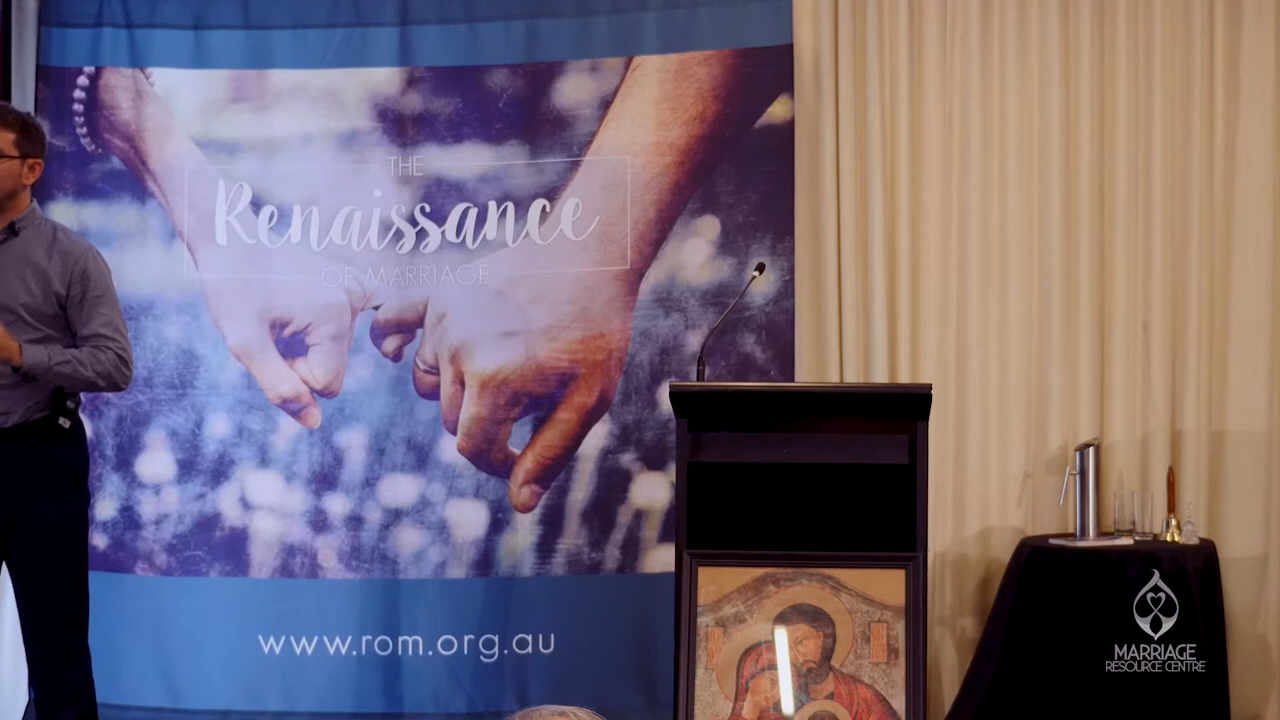 THE
Renaissance
OF MARRIAGE
www.rom.org.au
MARRIAGE
RESOURCE CENTRE